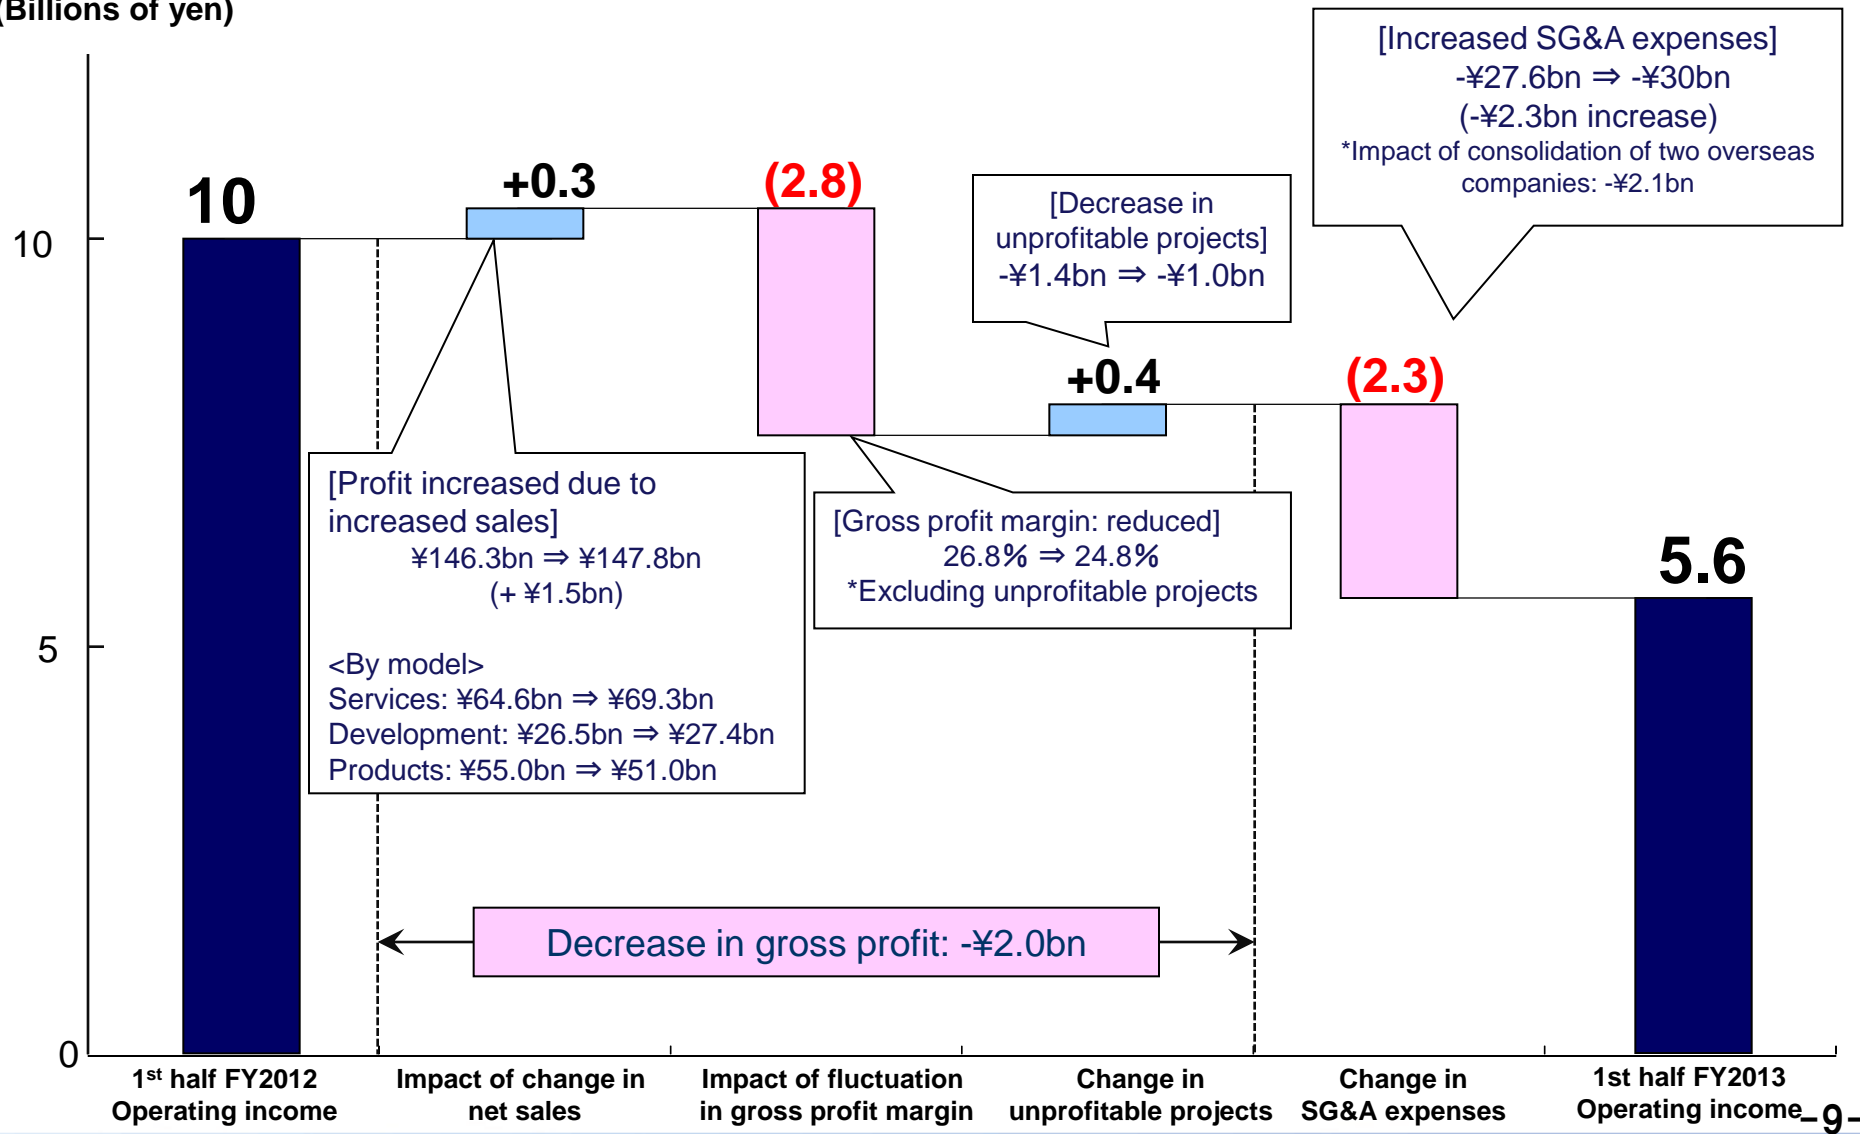 (Billions of yen)
[Increased SG&A expenses]
-¥27.6bn ⇒ -¥30bn
(-¥2.3bn increase)
*Impact of consolidation of two overseas
companies: -¥2.1bn
10
+0.3
(2.8)
[Decrease in
unprofitable projects]
-¥1.4bn ⇒ -¥1.0bn
10
+0.4
(2.3)
[Profit increased due to
increased sales]
¥146.3bn ⇒ ¥147.8bn
(+ ¥1.5bn)
<By model>
Services: ¥64.6bn ⇒ ¥69.3bn
Development: ¥26.5bn ⇒ ¥27.4bn
Products: ¥55.0bn ⇒ ¥51.0bn
[Gross profit margin: reduced]
26.8% ⇒ 24.8%
*Excluding unprofitable projects
5.6
5
Decrease in gross profit: -¥2.0bn
0
1st half FY2012
Operating income
Impact of change in
net sales
Impact of fluctuation
in gross profit margin
Change in
unprofitable projects
Change in
SG&A expenses
1st half FY2013
Operating income
-9-